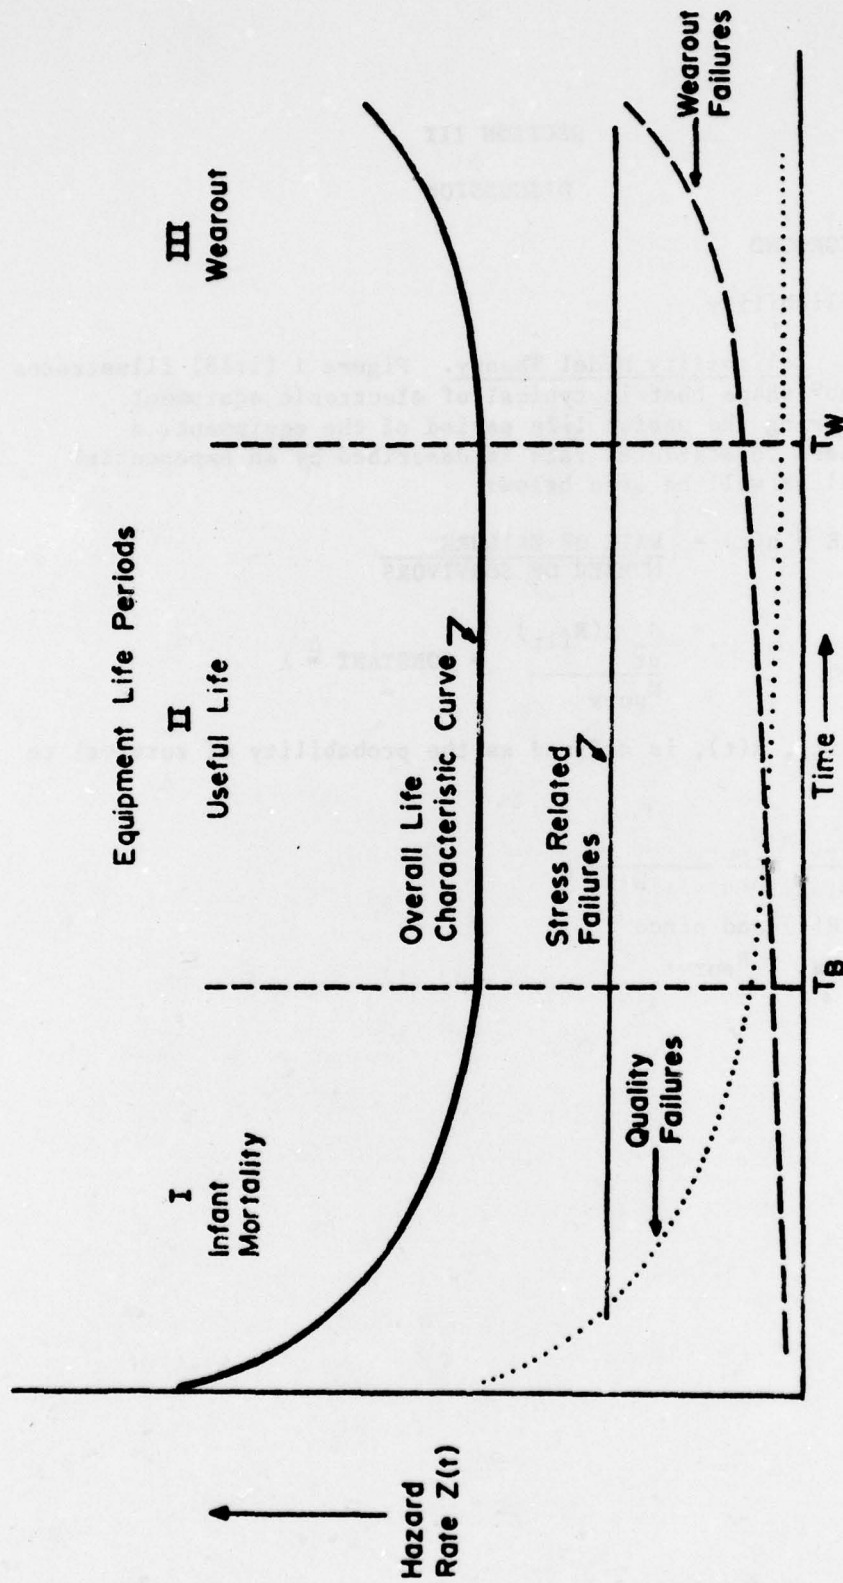 Equipment Life Periods
I
Infant
Mortality
II
Useful Life
III
Wearout
Hazard
Rate Z(t)
Overall Life
Characteristic Curve
Stress Related
Failures
Quality
Failures
Wearout
Failures
T_B
Time
T_W